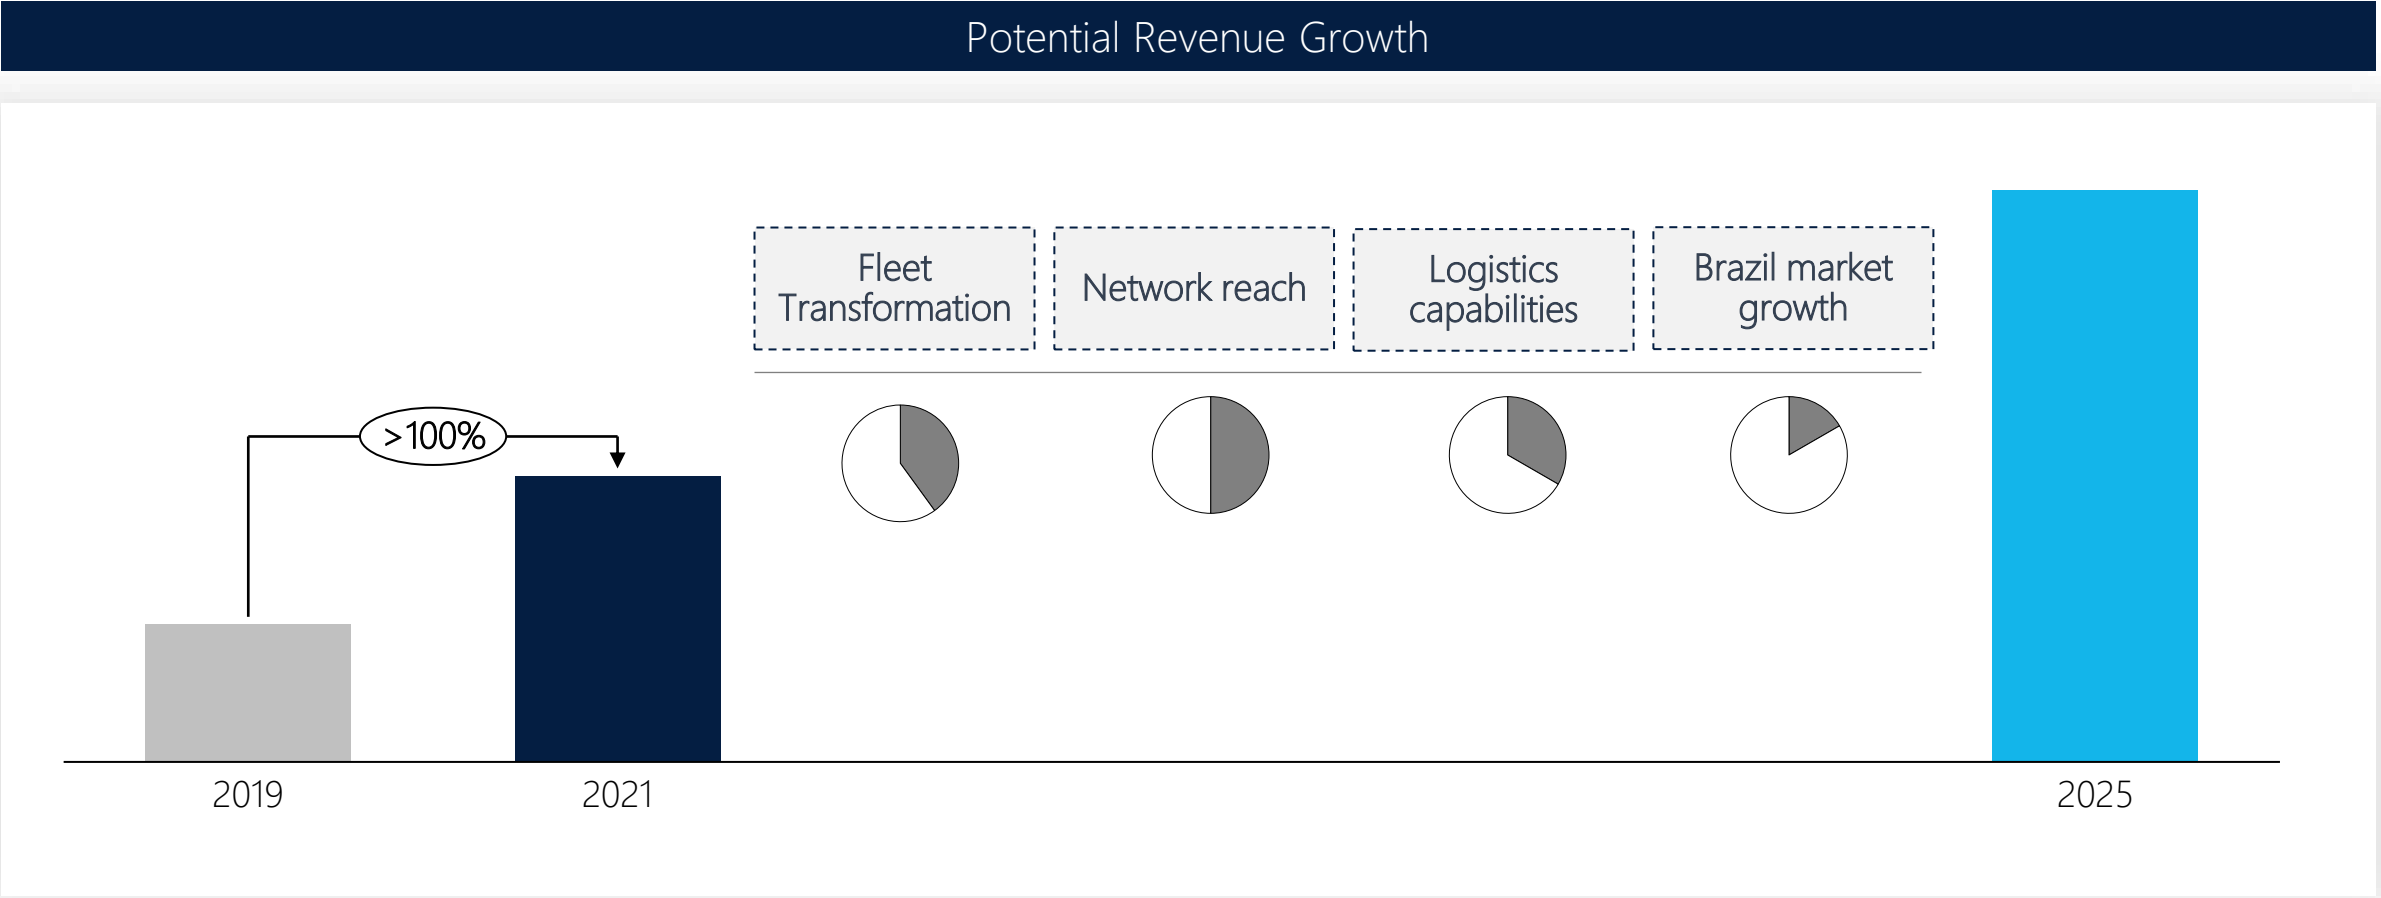 Potential Revenue Growth
Fleet
Transformation
Network reach
Logistics
capabilities
Brazil market
growth
>100%
2019
2021
2025